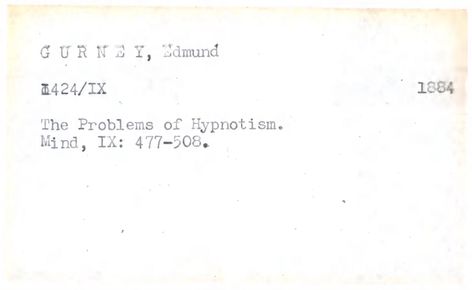 G U R N E Y, Edmund
1424/IX 1884
The Problems of Hypnotism.
Mind, IX: 477-508.